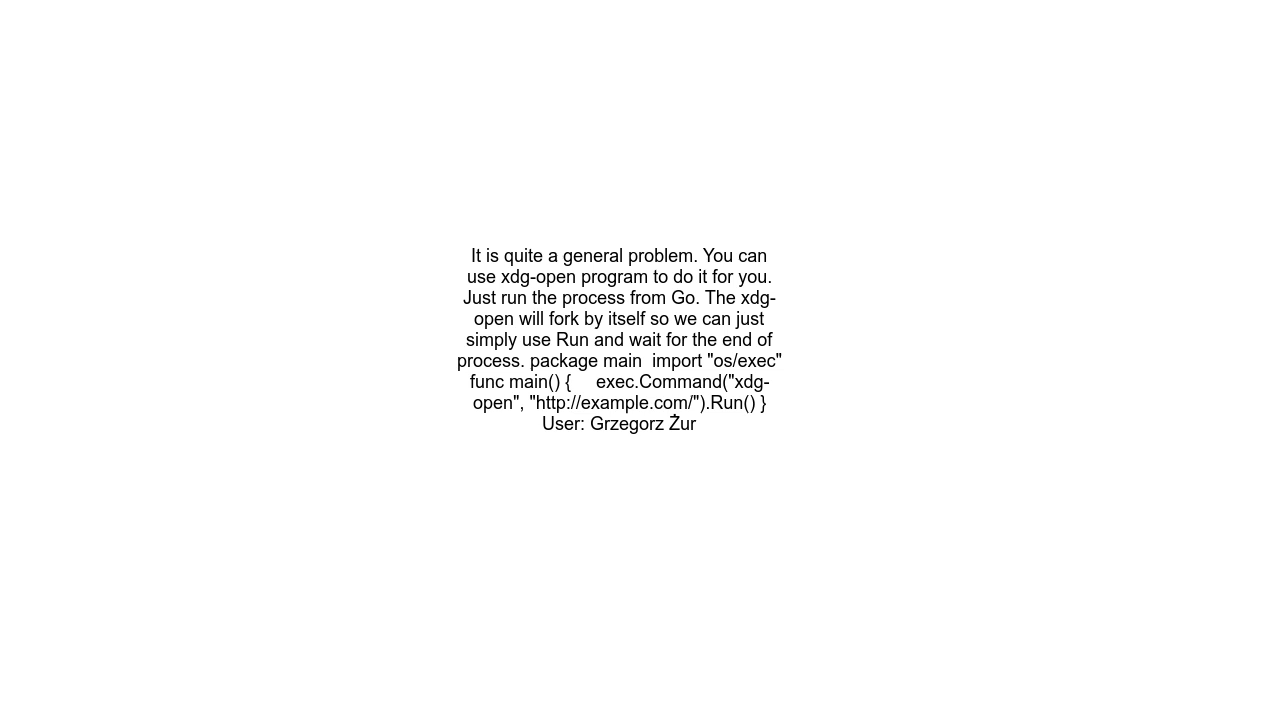 It is quite a general problem. You can
use xdg-open program to do it for you.
Just run the process from Go. The xdg-
open will fork by itself so we can just
simply use Run and wait for the end of
process. package main  import "os/exec"
func main() {     exec.Command("xdg-
open", "http://example.com/").Run() }
User: Grzegorz Żur